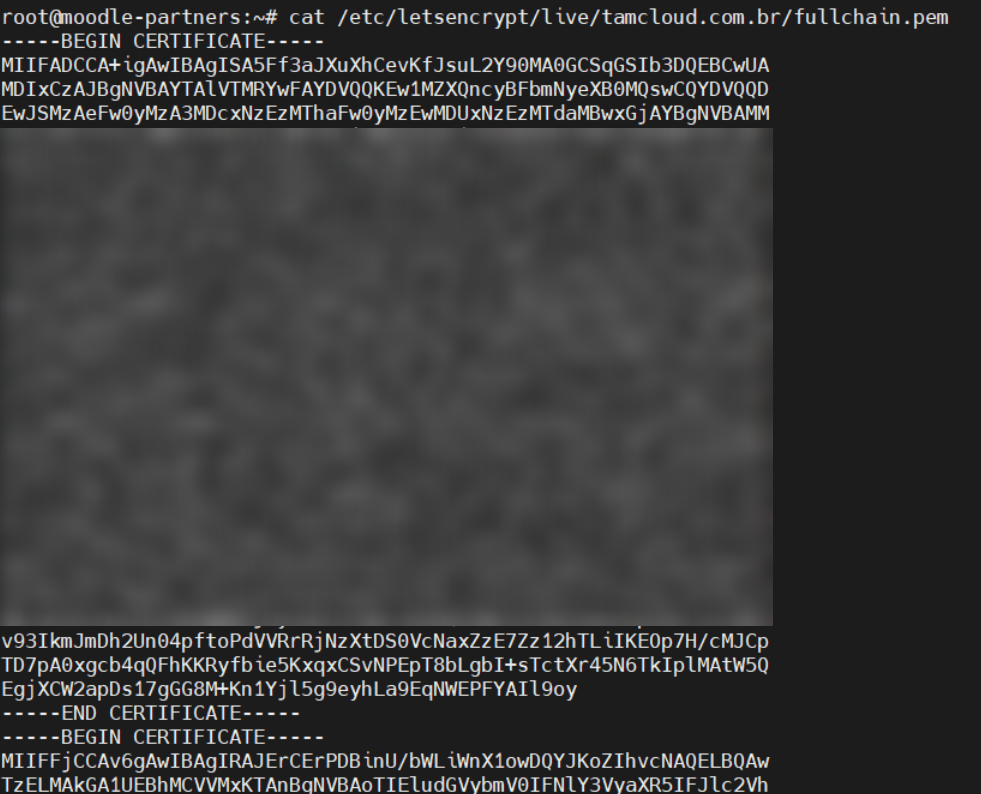 root@moodle-partners:~# cat /etc/letsencrypt/live/tamcloud.com.br/fullchain.pem
-----BEGIN CERTIFICATE-----
MIIFADCCA+igAwIBAgISA5Ff3aJXuXhCevKfJsuL2Y90MA0GCSqGSIb3DQEBCwUA
MDIxCzAJBgNVBAYTAlVTMRYwFAYDVQQKEw1MZXQncyBFbmNyeXB0MQswCQYDVQQD
EwJSMzAeFw0yMzA3MDcxNzEzMThaFw0yMzEwMDUxNzEzMTdaMBwxGjAYBgNVBAMM
v93IkmJmDh2Un04pftoPdVVRrRjNzXtDS0VcNaxZzE7Zz12hTLiIKEOp7H/cMJCp
TD7pA0xgcb4qQFhKKRyfbie5KxqxCSvNPEpT8bLgbI+sTctXr45N6TkIplMAtW5Q
EgjXCW2apDs17gGG8M+Kn1Yjl5g9eyhLa9EqNWEPFYAIl9oy
-----END CERTIFICATE-----
-----BEGIN CERTIFICATE-----
MIIFFjCCAv6gAwIBAgIRAJErCErPDBinU/bWLiWnX1owDQYJKoZIhvcNAQELBQAw
TzELMAkGA1UEBhMCVVMxKTAnBgNVBAoTIEludGVybmV0IFNlY3VyaXR5IFJlc2Vh